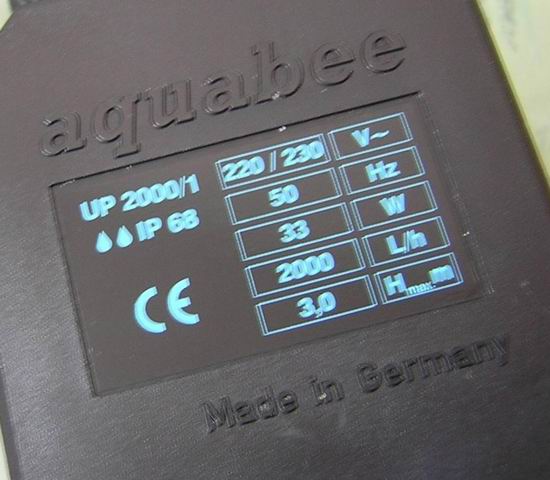 aquabee
UP 2000/1
IP 68
CE
220 / 230 V~
50 Hz
33 W
2000 L/h
3,0 Hmax.m
Made in Germany